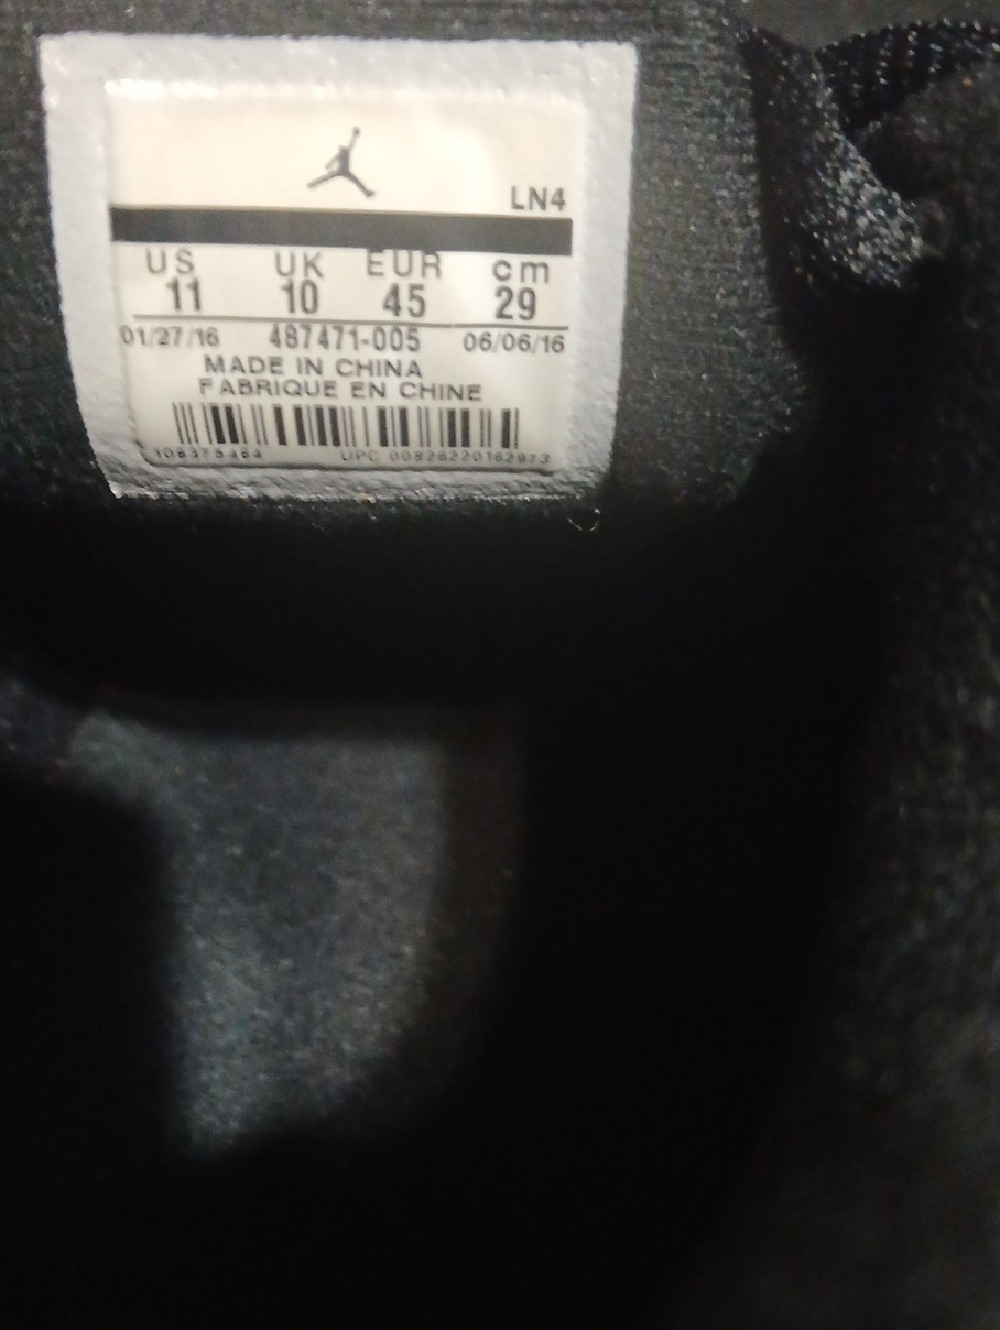 LN4
US UK EUR cm
11 10 45 29
01/27/16 487471-005 06/06/16
MADE IN CHINA
FABRIQUE EN CHINE
UPC